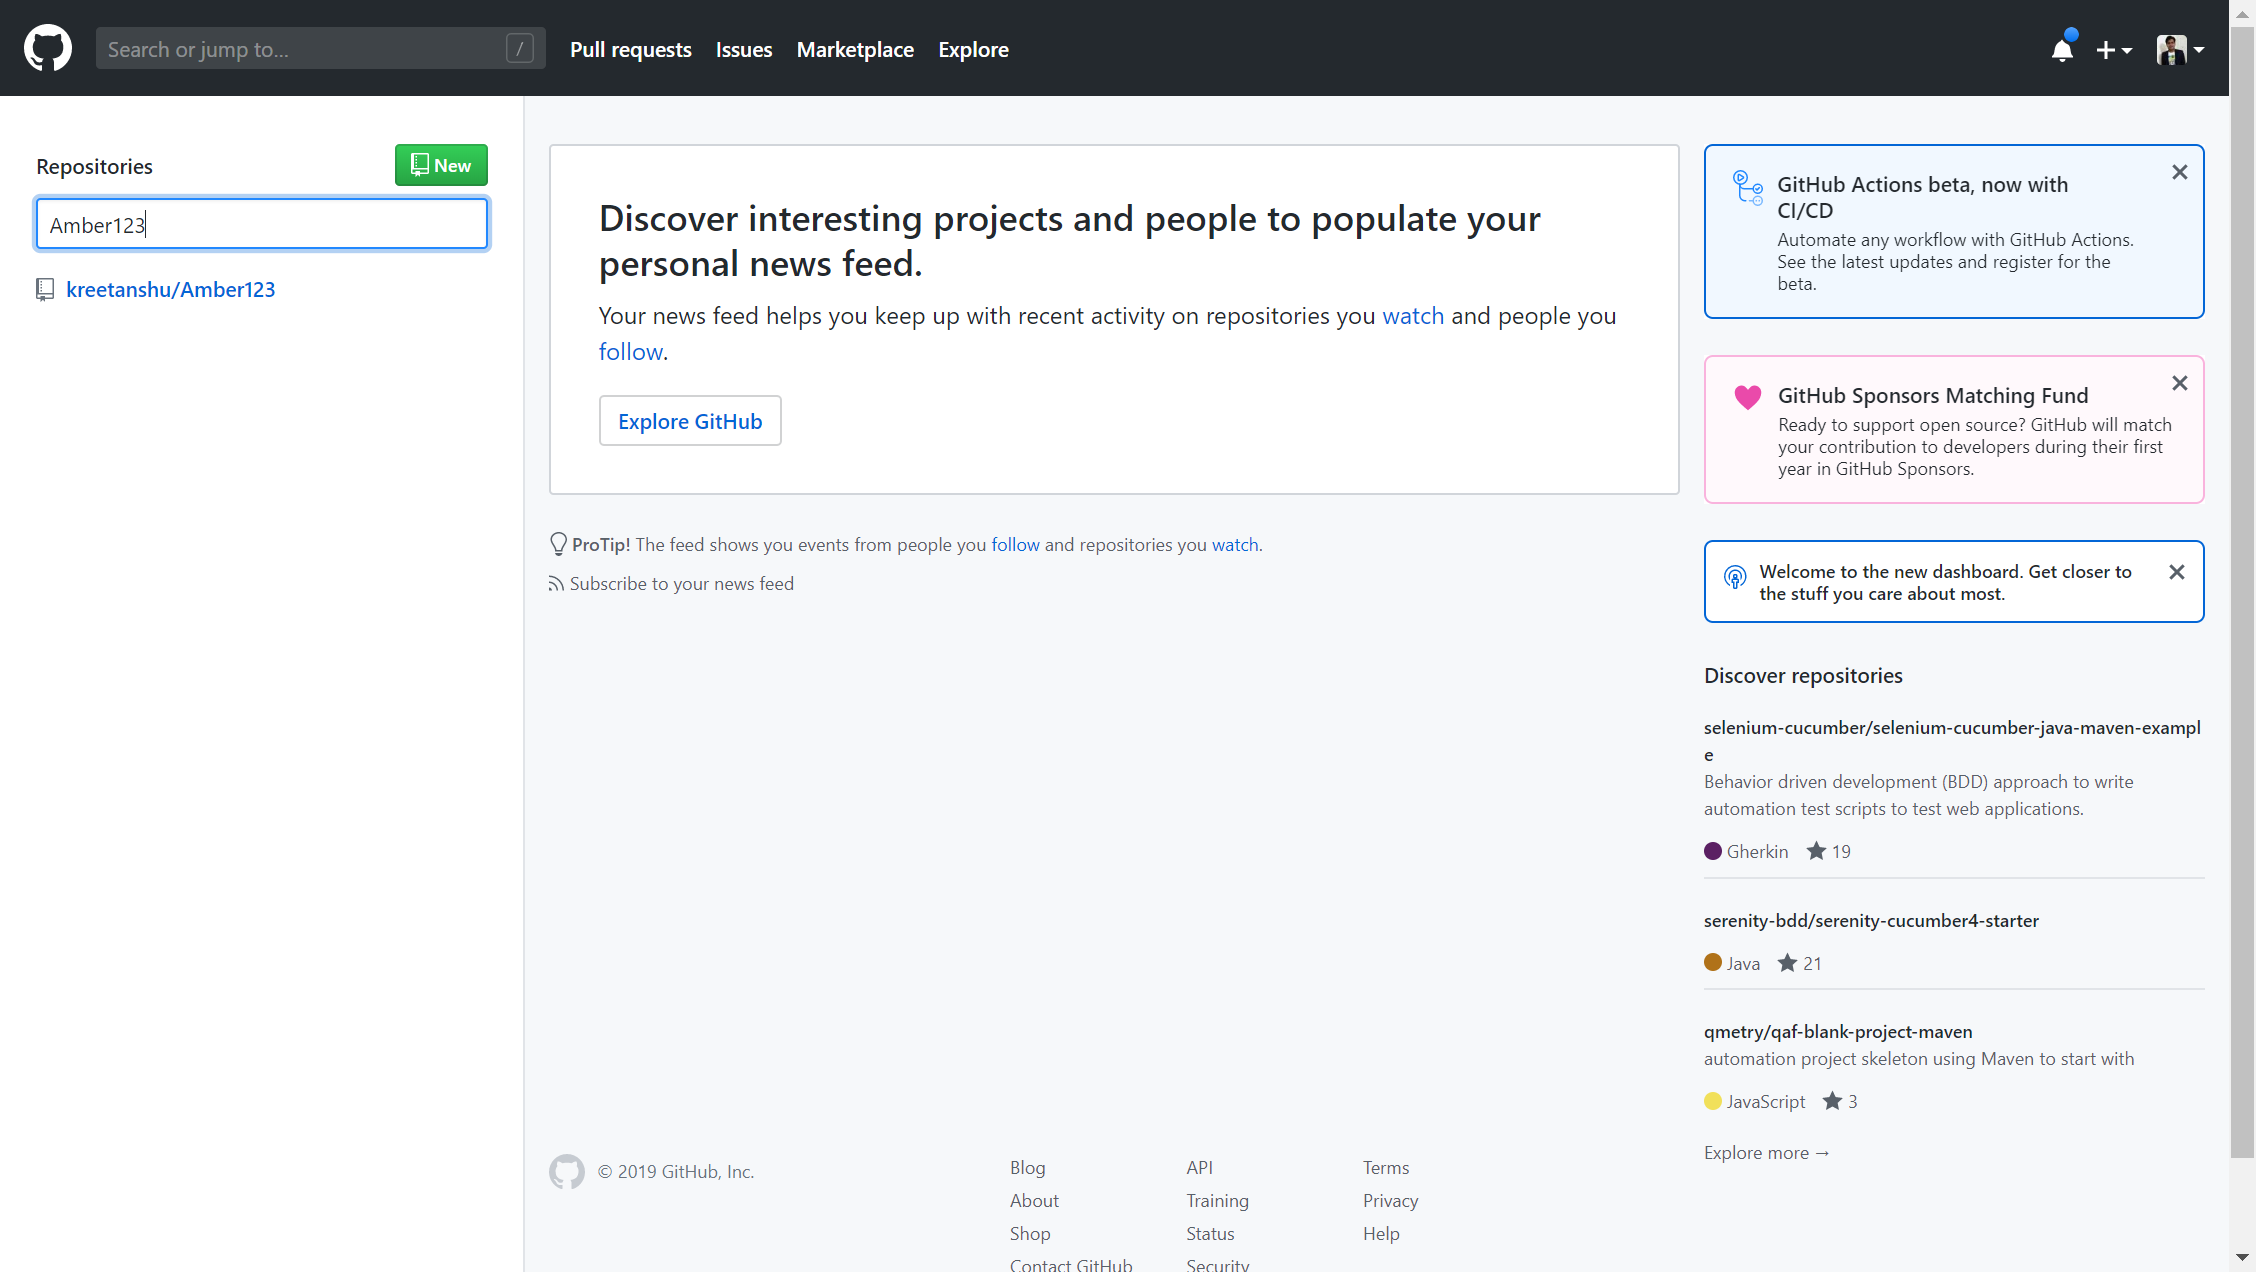 Search or jump to...
/
Pull requests
Issues
Marketplace
Explore
Repositories
New
Amber123
kreetanshu/Amber123
Discover interesting projects and people to populate your
personal news feed.
Your news feed helps you keep up with recent activity on repositories you watch and people you
follow.
Explore GitHub
ProTip! The feed shows you events from people you follow and repositories you watch.
Subscribe to your news feed
GitHub Actions beta, now with
CI/CD
Automate any workflow with GitHub Actions.
See the latest updates and register for the
beta.
GitHub Sponsors Matching Fund
Ready to support open source? GitHub will match
your contribution to developers during their first
year in GitHub Sponsors.
Welcome to the new dashboard. Get closer to
the stuff you care about most.
Discover repositories
selenium-cucumber/selenium-cucumber-java-maven-exampl
e
Behavior driven development (BDD) approach to write
automation test scripts to test web applications.
Gherkin 19
serenity-bdd/serenity-cucumber4-starter
Java 21
qmetry/qaf-blank-project-maven
automation project skeleton using Maven to start with
JavaScript 3
Explore more →
© 2019 GitHub, Inc.
Blog
About
Shop
Contact GitHub
API
Training
Status
Security
Terms
Privacy
Help